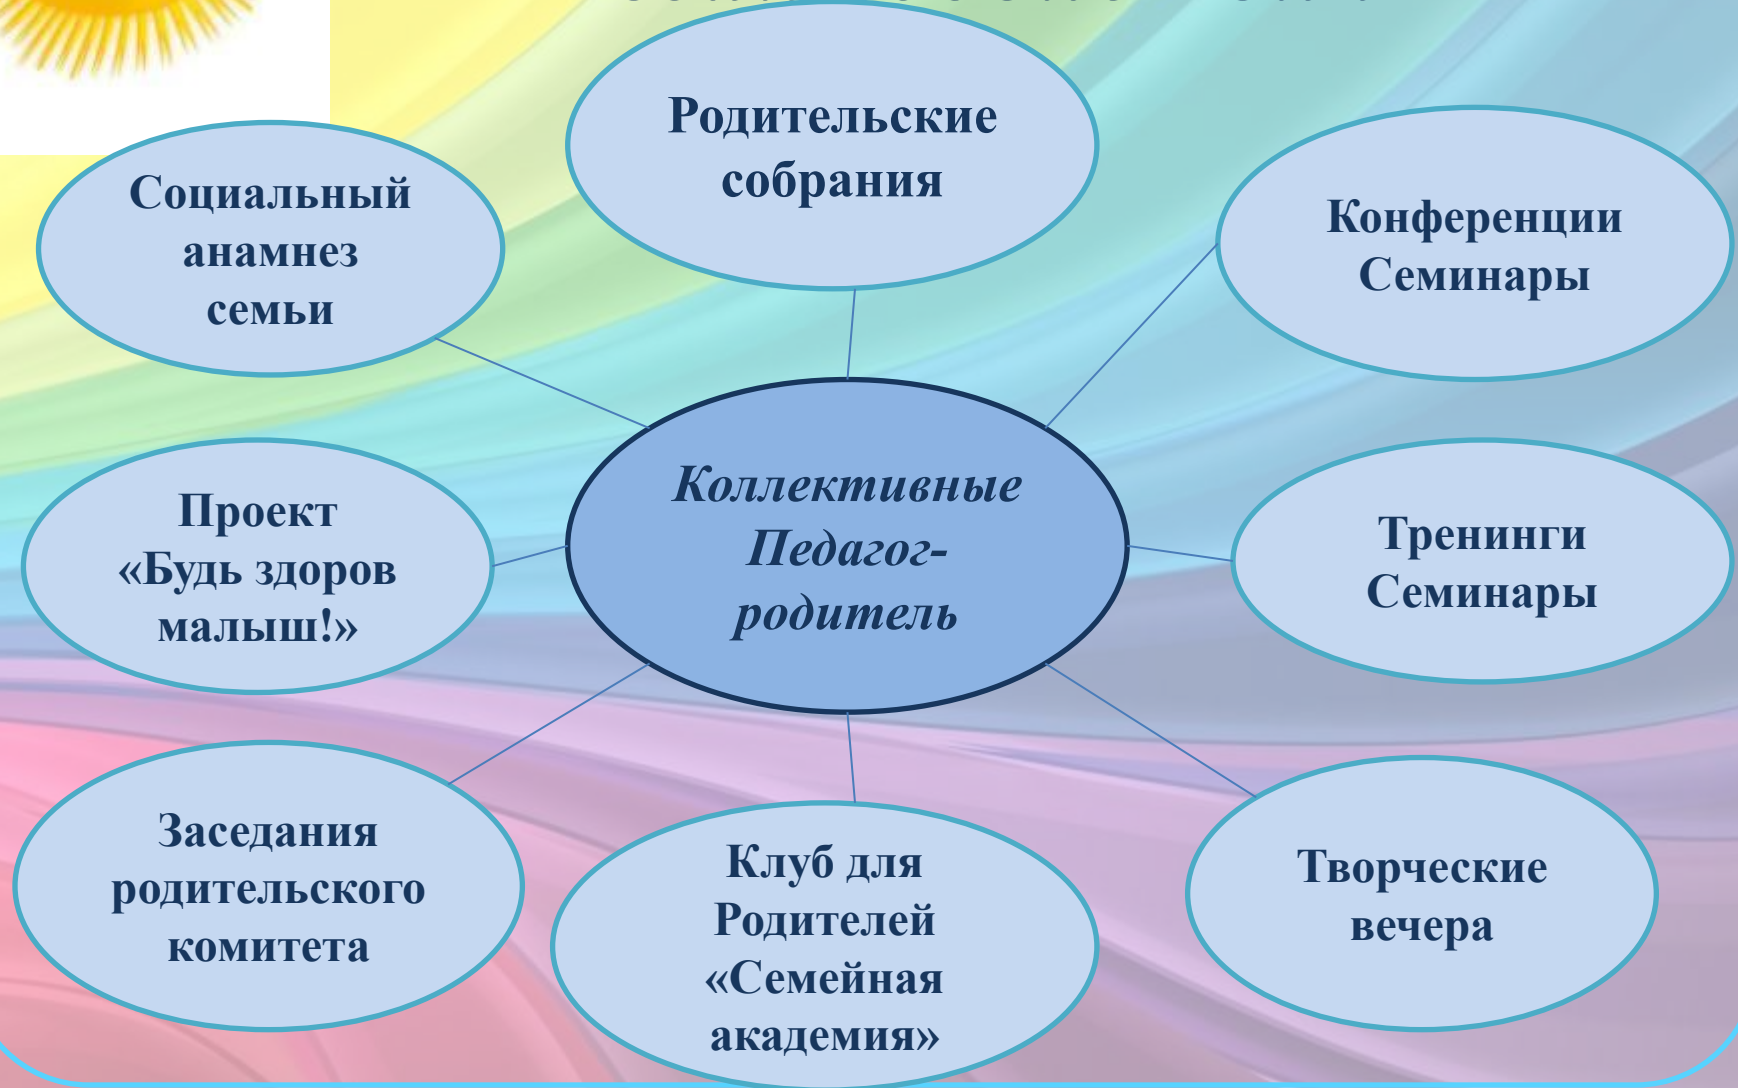 Родительские
собрания
Социальный
анамнез
семьи
Конференции
Семинары
Коллективные
Педагог-
родитель
Проект
«Будь здоров
малыш!»
Тренинги
Семинары
Заседания
родительского
комитета
Клуб для
Родителей
«Семейная
академия»
Творческие
вечера